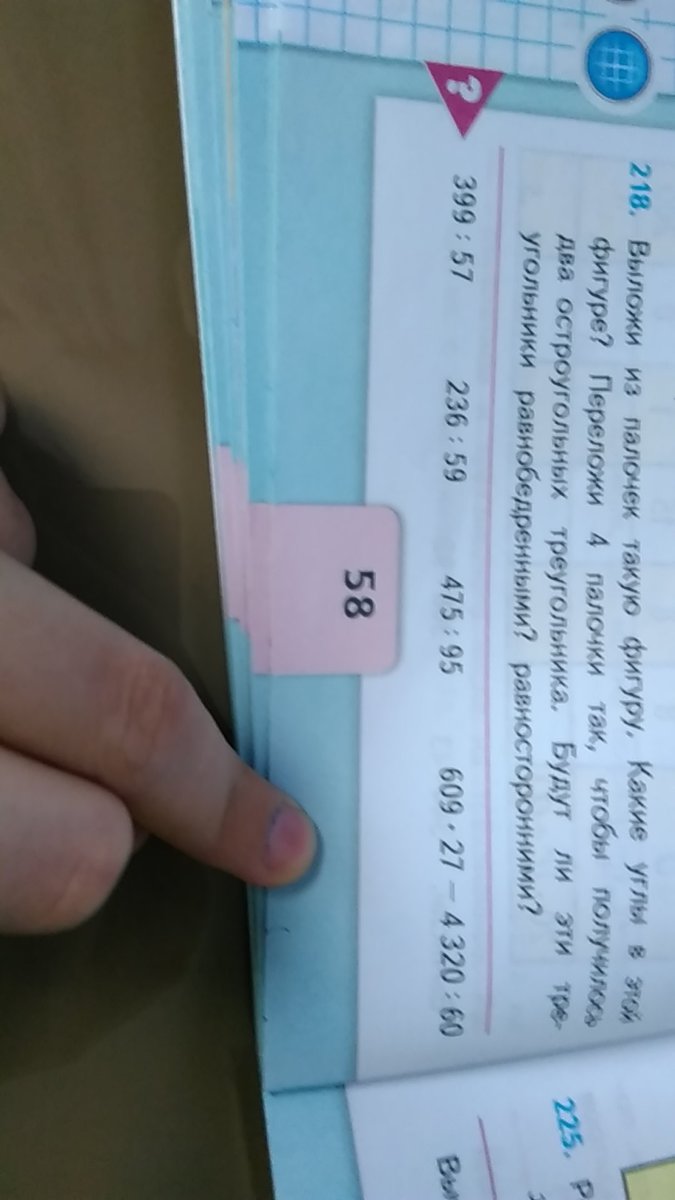 218. Выложи из палочек такую фигуру. Какие углы в этой
фигуре? Переложи 4 палочки так, чтобы получилось
два остроугольных треугольника. Будут ли эти тре-
угольники равнобедренными? равносторонними?
?
399 : 57 236 : 59 475 : 95 609 · 27 – 4 320 : 60
58
225.